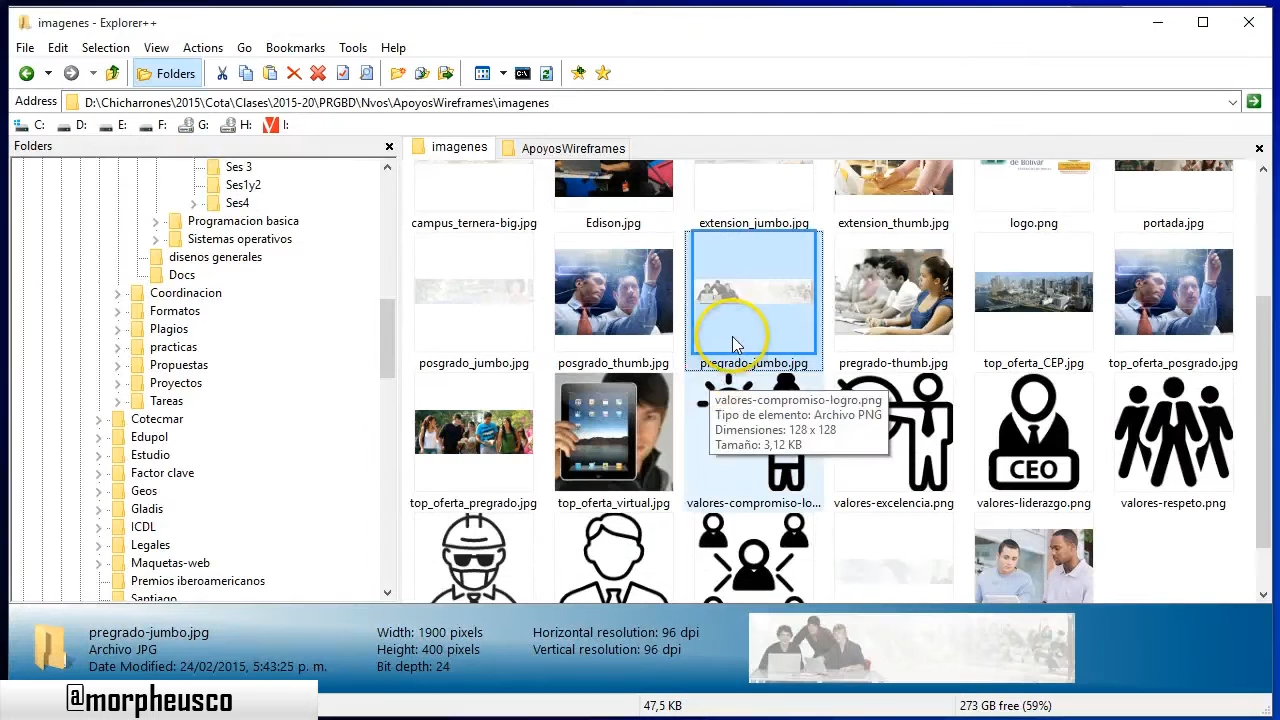 imagenes - Explorer++
File Edit Selection View Actions Go Bookmarks Tools Help
Folders
Address D:\Chicharrones\2015\Cota\Clases\2015-20\PRGBD\Nvos\ApoyosWireframes\imagenes
C: D: E: F: G: H: I:
Folders
imagenes ApoyosWireframes
Ses 3
Ses1y2
Ses4
Programacion basica
Sistemas operativos
disenos generales
Docs
Coordinacion
Formatos
Plagios
practicas
Propuestas
Proyectos
Tareas
Cotecmar
Edupol
Estudio
Factor clave
Geos
Gladis
ICDL
Legales
Maquetas-web
Premios iberoamericanos
Santiago
de Bolívar
campus_ternera-big.jpg Edison.jpg extension_jumbo.jpg extension_thumb.jpg logo.png portada.jpg
posgrado_jumbo.jpg posgrado_thumb.jpg pregrado-jumbo.jpg pregrado-thumb.jpg top_oferta_CEP.jpg top_oferta_posgrado.jpg
valores-compromiso-logro.png
Tipo de elemento: Archivo PNG
Dimensiones: 128 x 128
Tamaño: 3,12 KB
CEO
top_oferta_pregrado.jpg top_oferta_virtual.jpg valores-compromiso-lo... valores-excelencia.png valores-liderazgo.png valores-respeto.png
pregrado-jumbo.jpg
Archivo JPG
Date Modified: 24/02/2015, 5:43:25 p. m.
Width: 1900 pixels
Height: 400 pixels
Bit depth: 24
Horizontal resolution: 96 dpi
Vertical resolution: 96 dpi
@morpheusco
47,5 KB
273 GB free (59%)